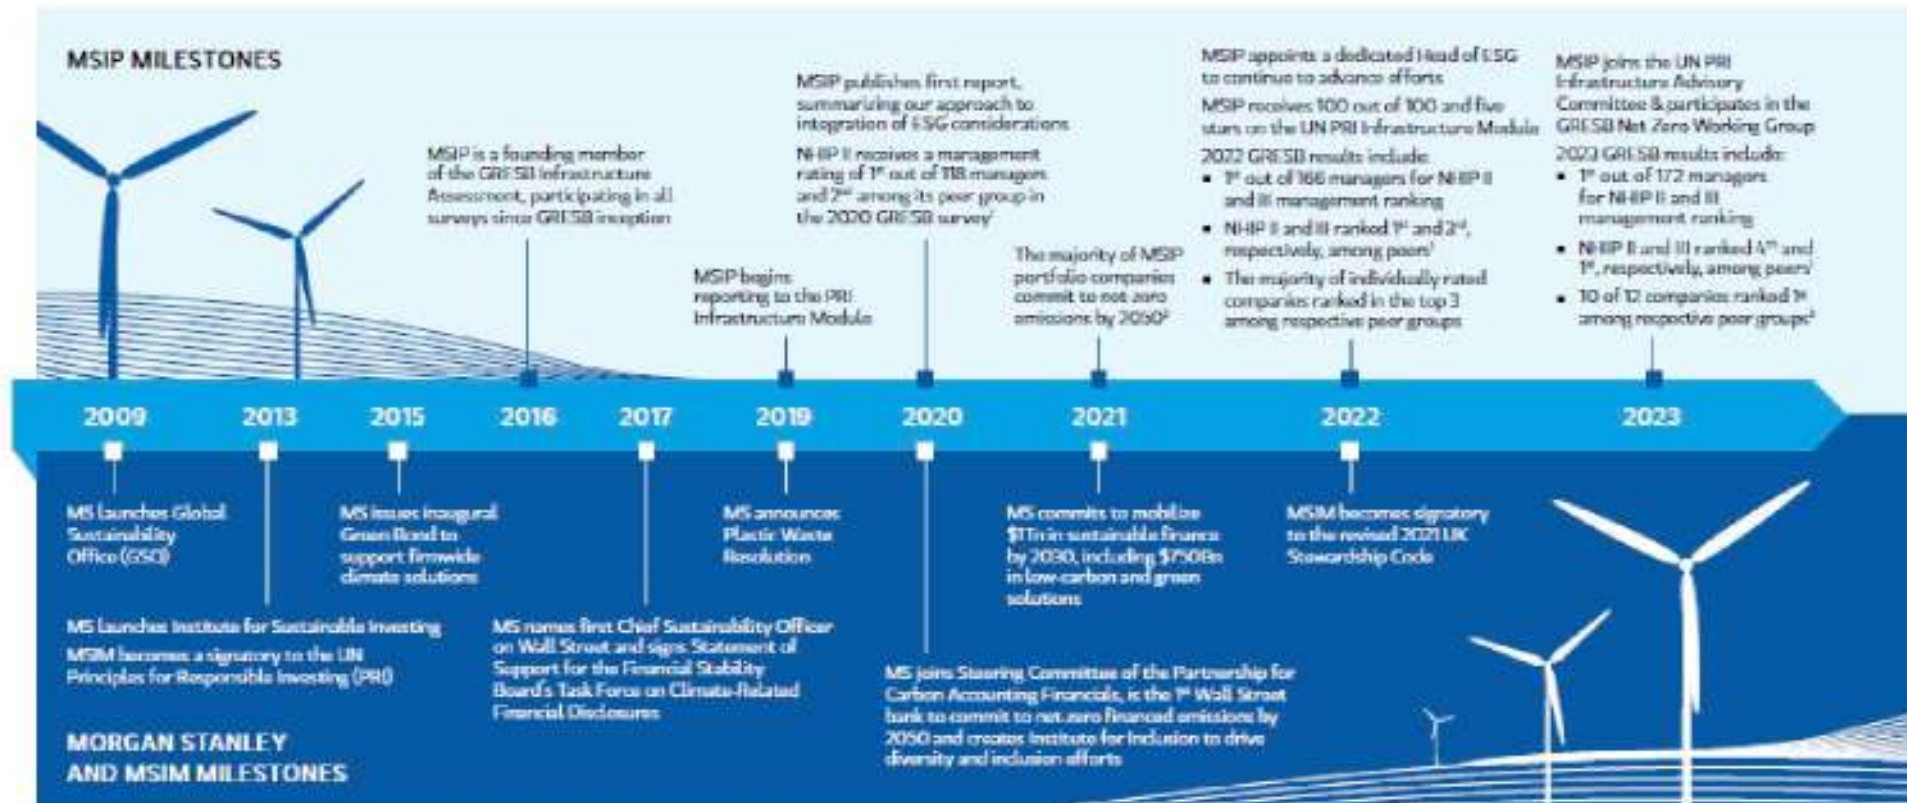 MSIP MILESTONES
MSIP is a founding member
of the GRESB Infrastructure
Assessment, participating in all
surveys since GRESB inception
MSIP begins
reporting to the PRI
Infrastructure Module
MSIP publishes first report,
summarizing our approach to
integration of ESG considerations
NHIP II receives a management
rating of 1st out of 118 managers
and 2nd among its peer group in
the 2020 GRESB survey¹
The majority of MSIP
portfolio companies
commit to net zero
emissions by 2050²
MSIP appoints a dedicated Head of ESG
to continue to advance efforts
MSIP receives 100 out of 100 and five
stars on the UN PRI Infrastructure Module
2022 GRESB results include:
▪ 1st out of 166 managers for NHIP II
and III management ranking
▪ NHIP II and III ranked 1st and 2nd,
respectively, among peers¹
▪ The majority of individually rated
companies ranked in the top 3
among respective peer groups
MSIP joins the UN PRI
Infrastructure Advisory
Committee & participates in the
GRESB Net Zero Working Group
2023 GRESB results include:
▪ 1st out of 172 managers
for NHIP II and III
management ranking
▪ NHIP II and III ranked 4th and
1st, respectively, among peers¹
▪ 10 of 12 companies ranked 1st
among respective peer groups
2009 2013 2015 2016 2017 2019 2020 2021 2022 2023
MS launches Global
Sustainability
Office (GSO)
MS launches Institute for Sustainable Investing
MSIM becomes a signatory to the UN
Principles for Responsible Investing (PRI)
MS issues inaugural
Green Bond to
support firmwide
climate solutions
MS names first Chief Sustainability Officer
on Wall Street and signs Statement of
Support for the Financial Stability
Board's Task Force on Climate-Related
Financial Disclosures
MS announces
Plastic Waste
Resolution
MS joins Steering Committee of the Partnership for
Carbon Accounting Financials, is the 1st Wall Street
bank to commit to net zero financed emissions by
2050 and creates Institute for Inclusion to drive
diversity and inclusion efforts
MS commits to mobilize
$1Tn in sustainable finance
by 2030, including $750Bn
in low-carbon and green
solutions
MSIM becomes signatory
to the revised 2021 UK
Stewardship Code
MORGAN STANLEY
AND MSIM MILESTONES